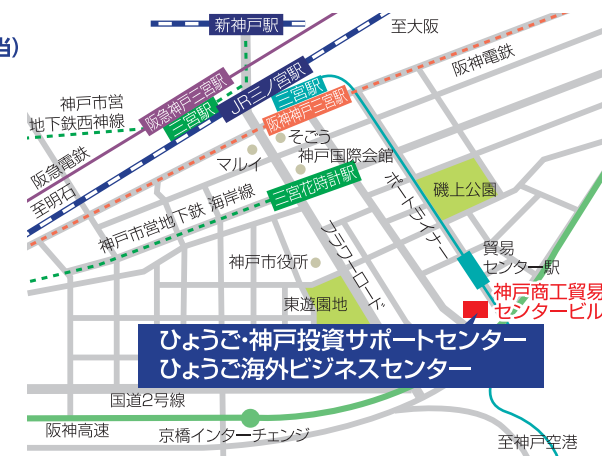 当)
新神戸駅
至大阪
阪神電鉄
阪急神戸三宮駅
JR三ノ宮駅
三宮駅
三宮駅
阪神神戸三宮駅
神戸市営
地下鉄西神線
そごう
マルイ
神戸国際会館
阪急電鉄
至明石
三宮花時計駅
磯上公園
神戸市営地下鉄 海岸線
ポートライナー
フラワーロード
貿易
センター駅
神戸市役所
神戸商工貿易
センタービル
東遊園地
ひょうご・神戸投資サポートセンター
ひょうご海外ビジネスセンター
国道2号線
阪神高速
京橋インターチェンジ
至神戸空港